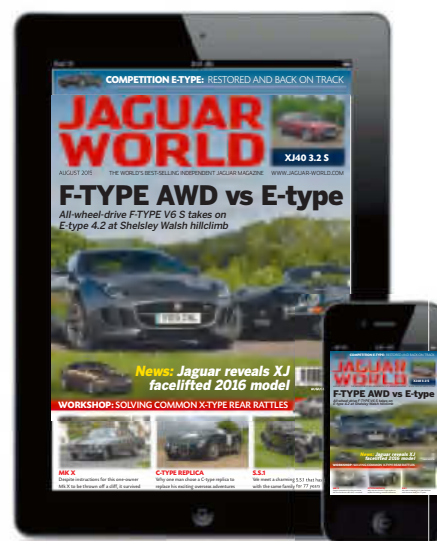 COMPETITION E-TYPE: RESTORED AND BACK ON TRACK
JAGUAR
WORLD
XJ40 3.2 S
AUGUST 2015 THE WORLD'S BEST-SELLING INDEPENDENT JAGUAR MAGAZINE WWW.JAGUAR-WORLD.COM
F-TYPE AWD vs E-type
All-wheel-drive F-TYPE V6 S takes on
E-type 4.2 at Shelsley Walsh hillclimb
News: Jaguar reveals XJ
facelifted 2016 model
WORKSHOP: SOLVING COMMON X-TYPE REAR RATTLES
MK X
Despite instructions for this one-owner
Mk X to be thrown off a cliff, it survived
C-TYPE REPLICA
Why one man chose a C-type replica to
replace his exciting overseas adventures
S.S.1
We meet a charming S.S.1 that has
with the same family for 77 years
JAGUAR
WORLD
F-TYPE AWD vs E-type
News: Jaguar reveals XJ
facelifted 2016 model